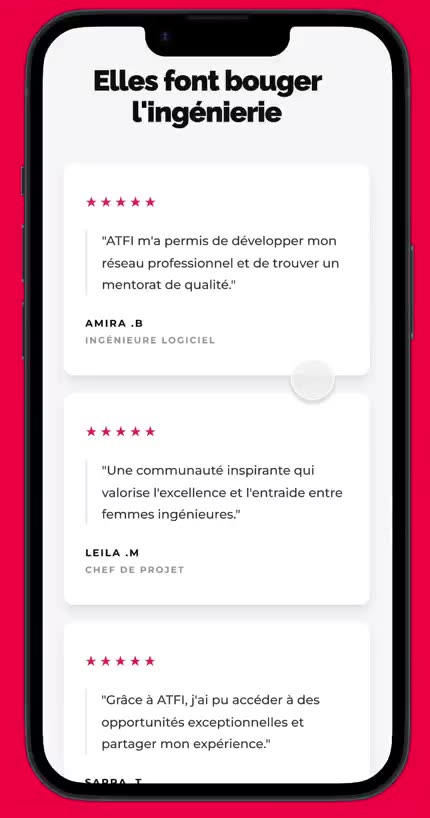 Elles font bouger
l'ingénierie
★★★★★
"ATFI m'a permis de développer mon
réseau professionnel et de trouver un
mentorat de qualité."
AMIRA .B
INGÉNIEURE LOGICIEL
★★★★★
"Une communauté inspirante qui
valorise l'excellence et l'entraide entre
femmes ingénieures."
LEILA .M
CHEF DE PROJET
★★★★★
"Grâce à ATFI, j'ai pu accéder à des
opportunités exceptionnelles et
partager mon expérience."